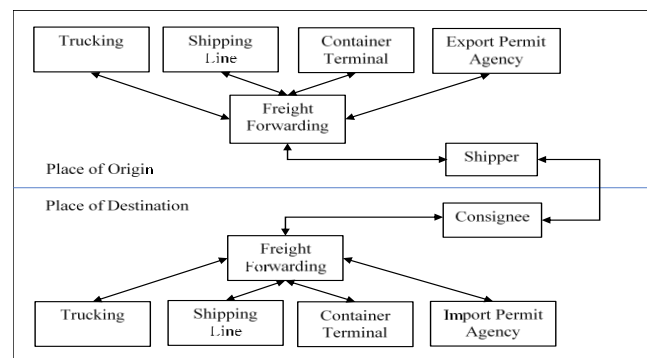 Trucking
Shipping
Line
Container
Terminal
Export Permit
Agency
Freight
Forwarding
Shipper
Place of Origin
Place of Destination
Consignee
Freight
Forwarding
Trucking
Shipping
Line
Container
Terminal
Import Permit
Agency